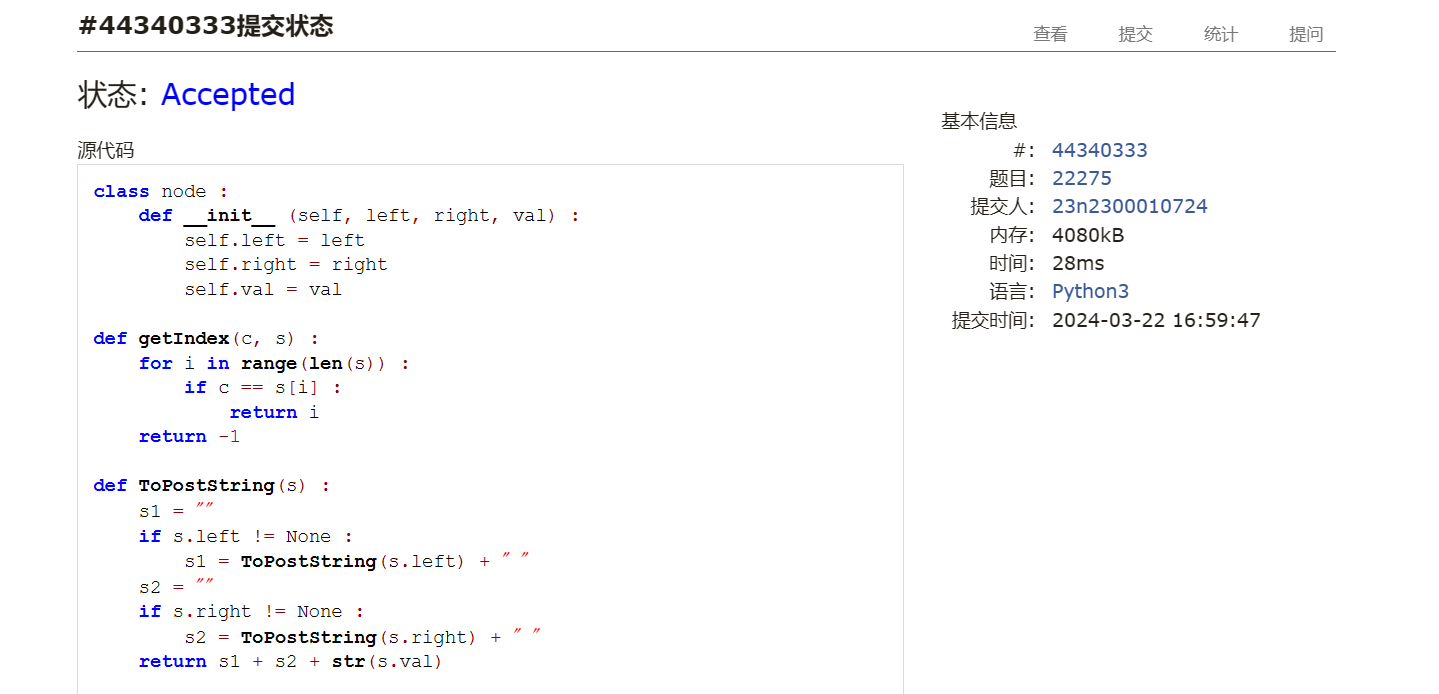 #44340333提交状态
查看 提交 统计 提问
状态: Accepted
源代码
class node :
    def __init__ (self, left, right, val) :
        self.left = left
        self.right = right
        self.val = val
def getIndex(c, s) :
    for i in range(len(s)) :
        if c == s[i] :
            return i
    return -1
def ToPostString(s) :
    s1 = ""
    if s.left != None :
        s1 = ToPostString(s.left) + " "
    s2 = ""
    if s.right != None :
        s2 = ToPostString(s.right) + " "
    return s1 + s2 + str(s.val)
基本信息
#: 44340333
题目: 22275
提交人: 23n2300010724
内存: 4080kB
时间: 28ms
语言: Python3
提交时间: 2024-03-22 16:59:47